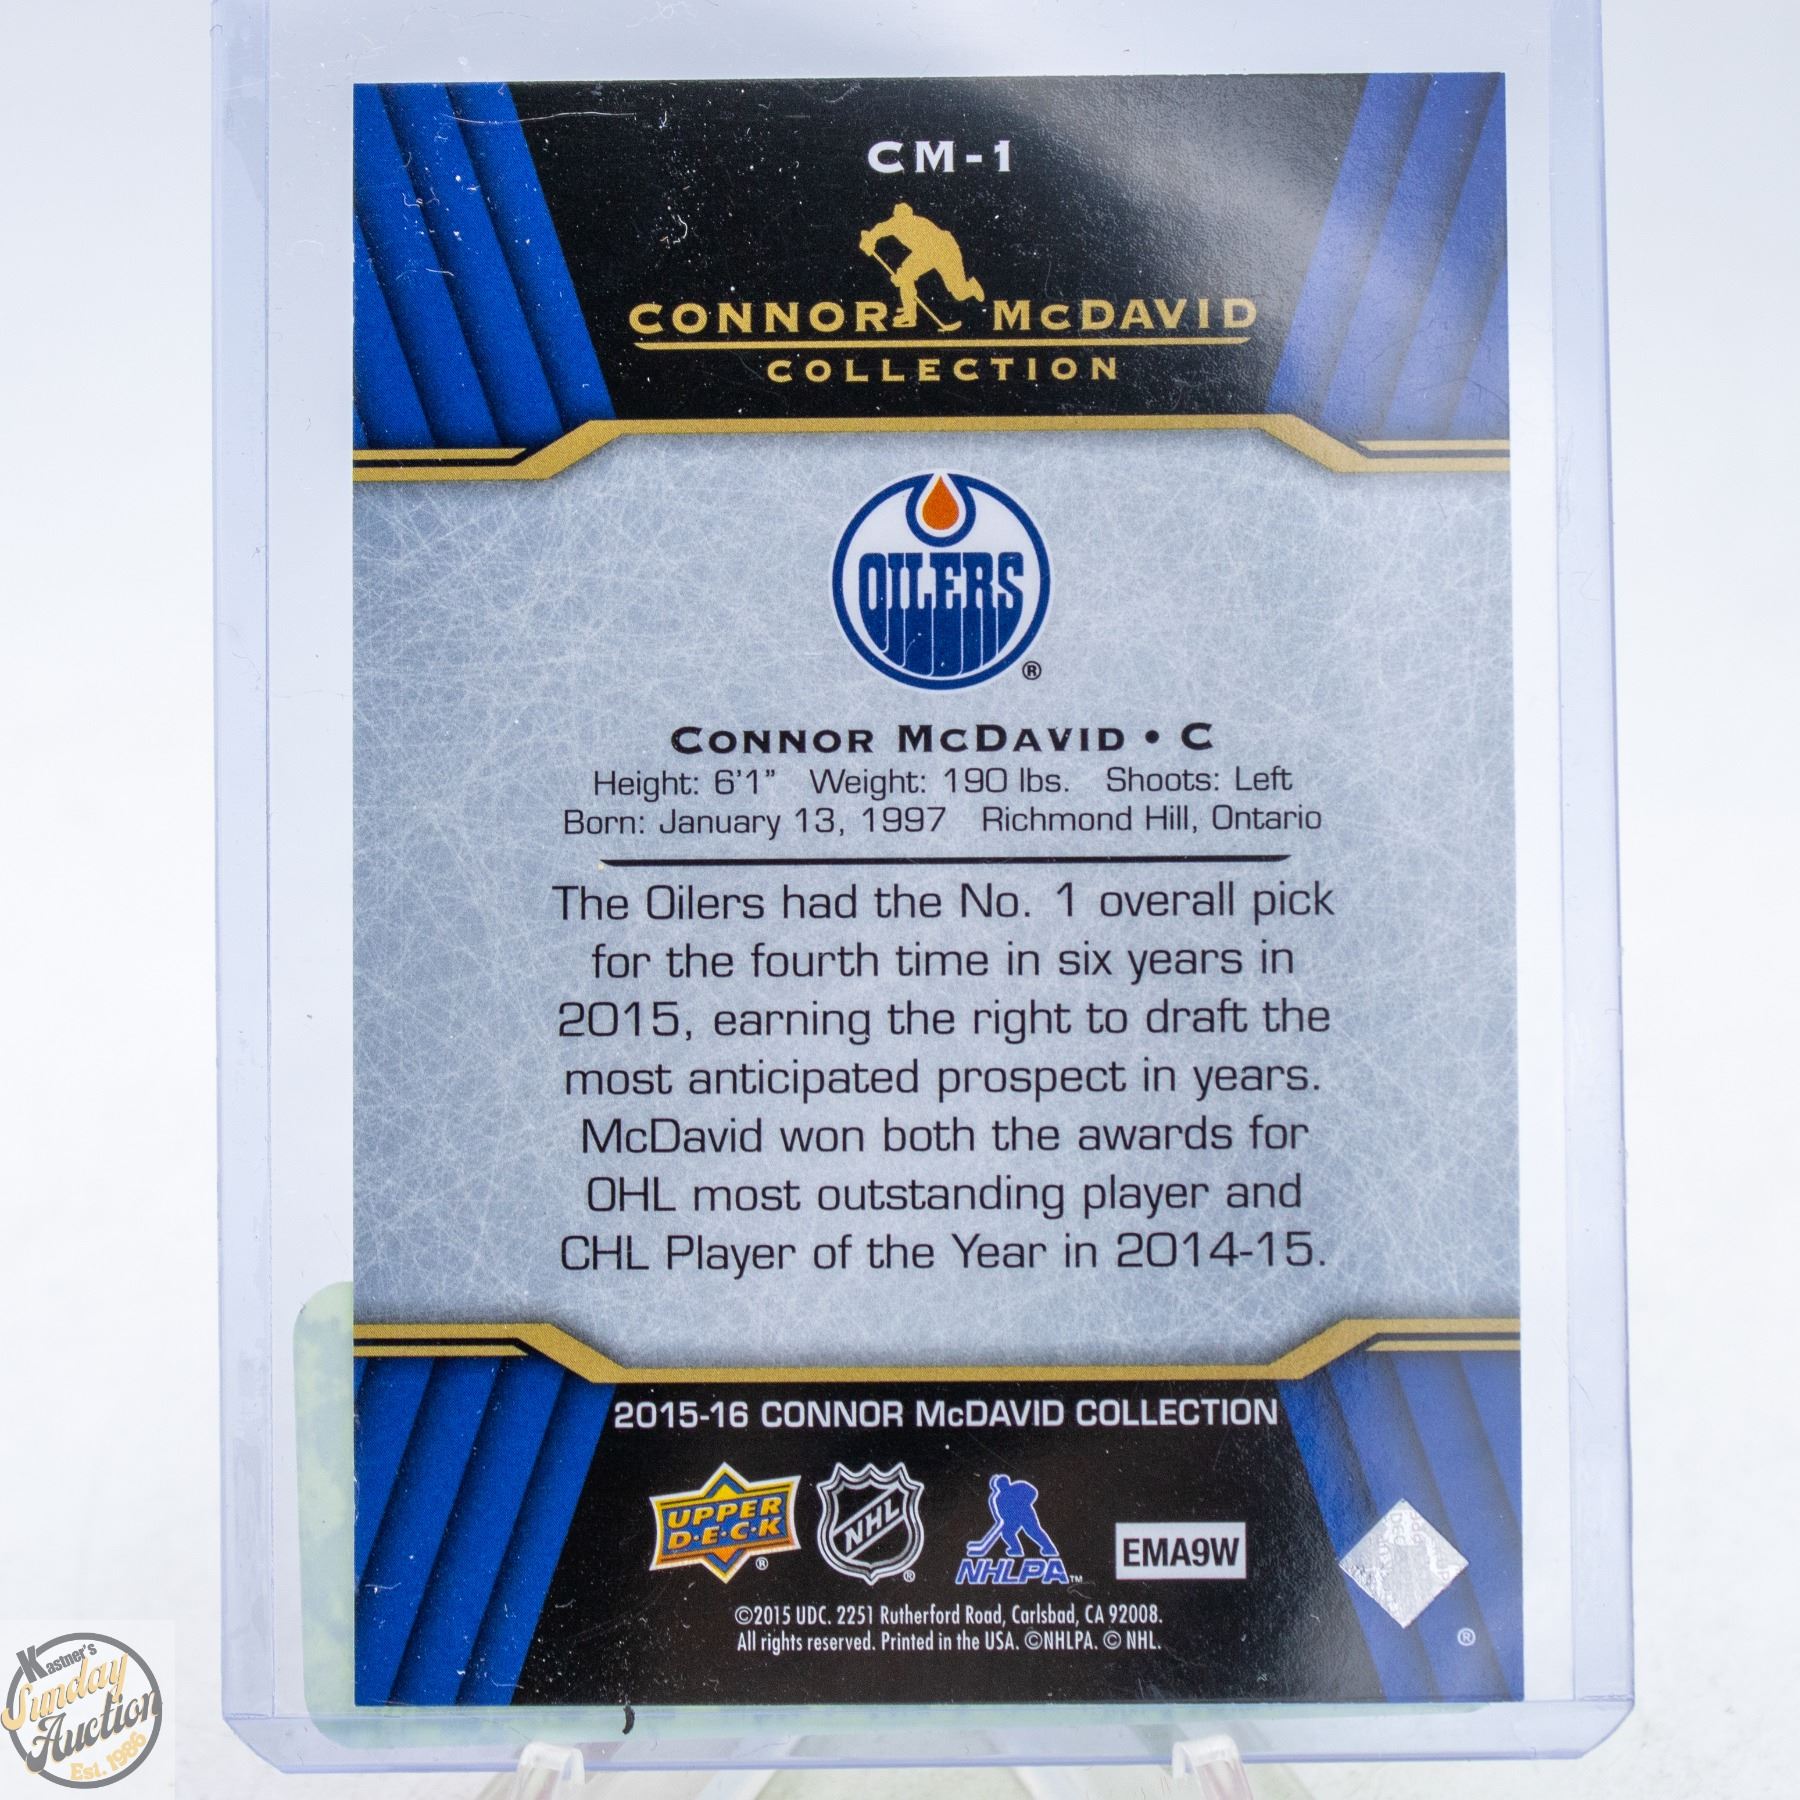 CM-1
CONNOR McDAVID
COLLECTION
OILERS
®
CONNOR McDAVID • C
Height: 6'1" Weight: 190 lbs. Shoots: Left
Born: January 13, 1997 Richmond Hill, Ontario
The Oilers had the No. 1 overall pick
for the fourth time in six years in
2015, earning the right to draft the
most anticipated prospect in years.
McDavid won both the awards for
OHL most outstanding player and
CHL Player of the Year in 2014-15.
2015-16 CONNOR McDAVID COLLECTION
UPPER
D·E·C·K
®
NHL
®
NHLPA™
EMA9W
®
©2015 UDC. 2251 Rutherford Road, Carlsbad, CA 92008.
All rights reserved. Printed in the USA. ©NHLPA. © NHL.
Kastner's
Sunday
Auction
Est. 1986